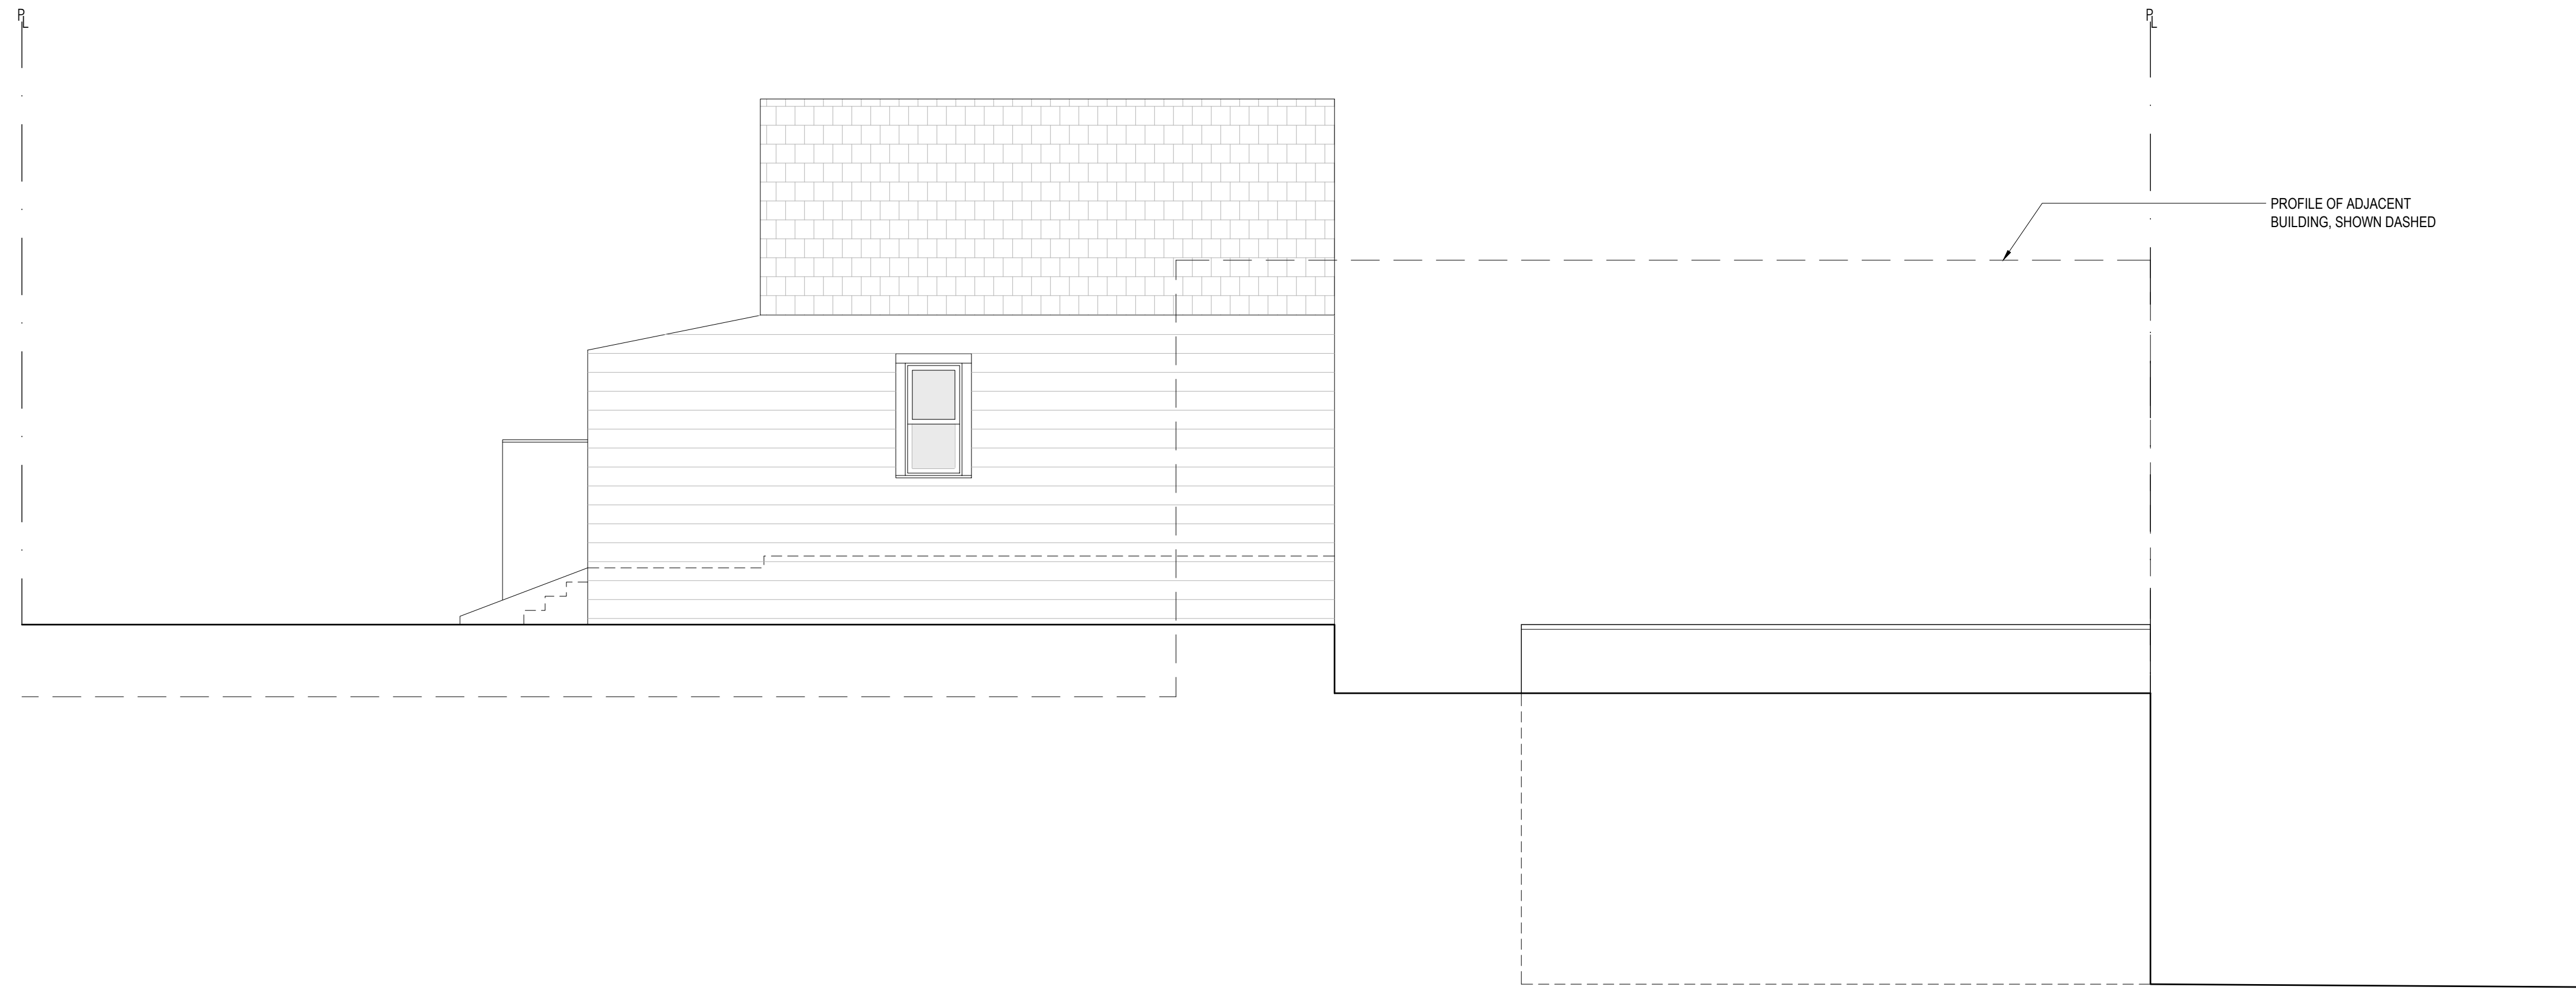 PL
PL
PROFILE OF ADJACENT
BUILDING, SHOWN DASHED